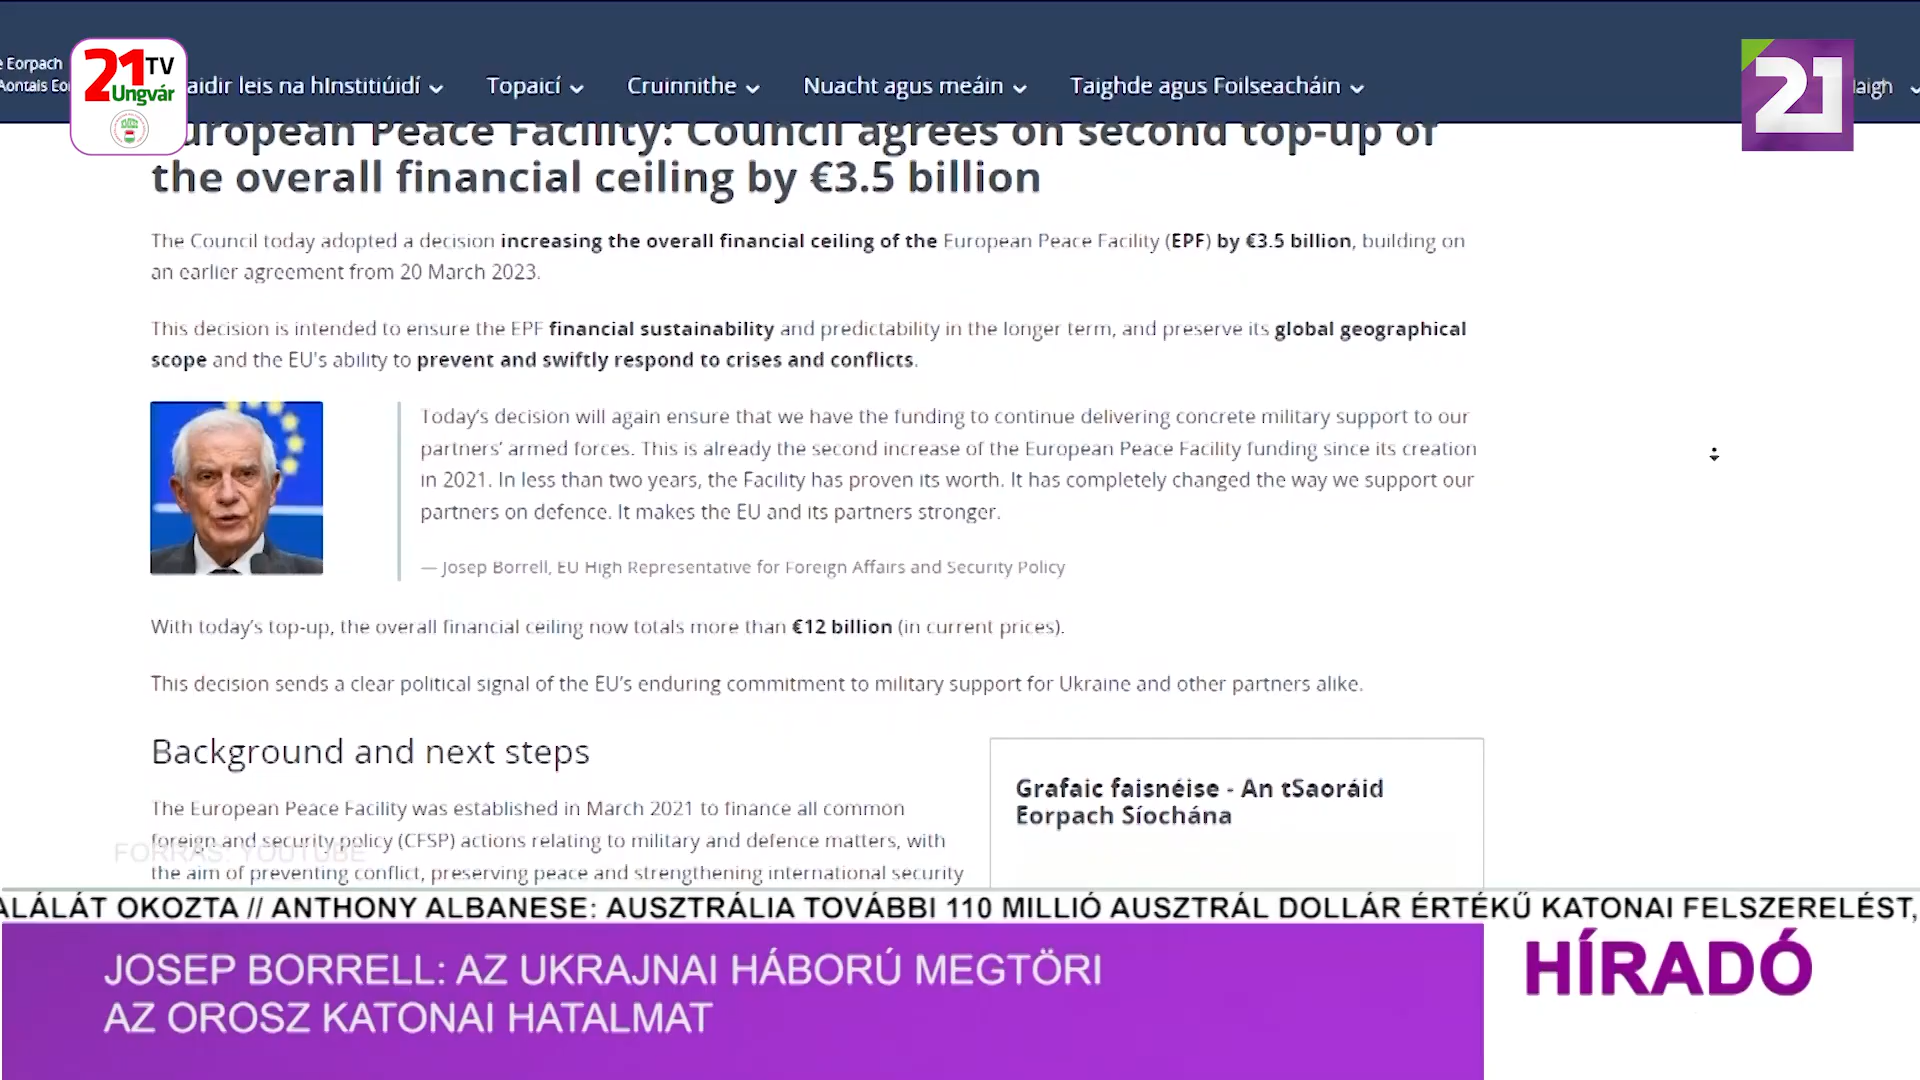 e Eorpach
Aontais Eo
21 TV
Ungvár
aidir leis na hInstitiúidí
Topaicí
Cruinnithe
Nuacht agus meáin
Taighde agus Foilseacháin
21
laigh
uropean Peace Facility: Council agrees on second top-up of
the overall financial ceiling by €3.5 billion
The Council today adopted a decision increasing the overall financial ceiling of the European Peace Facility (EPF) by €3.5 billion, building on
an earlier agreement from 20 March 2023.
This decision is intended to ensure the EPF financial sustainability and predictability in the longer term, and preserve its global geographical
scope and the EU's ability to prevent and swiftly respond to crises and conflicts.
Today’s decision will again ensure that we have the funding to continue delivering concrete military support to our
partners’ armed forces. This is already the second increase of the European Peace Facility funding since its creation
in 2021. In less than two years, the Facility has proven its worth. It has completely changed the way we support our
partners on defence. It makes the EU and its partners stronger.
— Josep Borrell, EU High Representative for Foreign Affairs and Security Policy
With today’s top-up, the overall financial ceiling now totals more than €12 billion (in current prices).
This decision sends a clear political signal of the EU’s enduring commitment to military support for Ukraine and other partners alike.
Background and next steps
The European Peace Facility was established in March 2021 to finance all common
foreign and security policy (CFSP) actions relating to military and defence matters, with
the aim of preventing conflict, preserving peace and strengthening international security
Grafaic faisnéise - An tSaoráid
Eorpach Síochána
FORRÁS: YOUTUBE
ALÁLÁT OKOZTA // ANTHONY ALBANESE: AUSZTRÁLIA TOVÁBBI 110 MILLIÓ AUSZTRÁL DOLLÁR ÉRTÉKŰ KATONAI FELSZERELÉST,
JOSEP BORRELL: AZ UKRAJNAI HÁBORÚ MEGTÖRI
AZ OROSZ KATONAI HATALMAT
HÍRADÓ